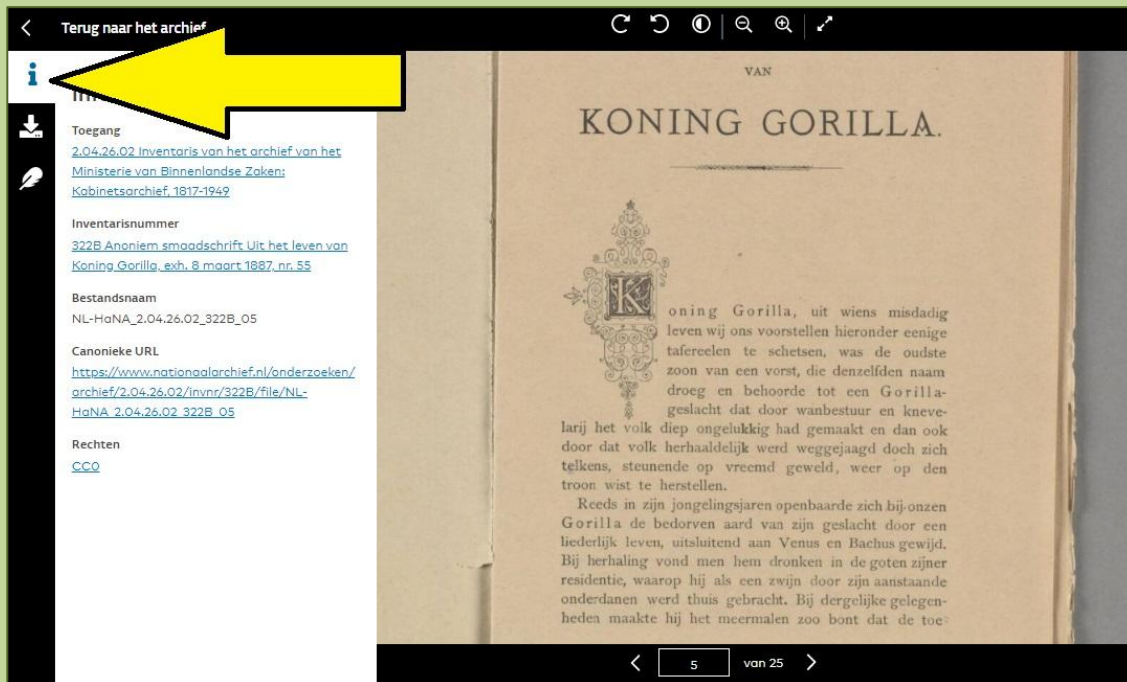 Terug naar het archief
i
Toegang
2.04.26.02 Inventaris van het archief van het
Ministerie van Binnenlandse Zaken:
Kabinetsarchief, 1817-1949
Inventarisnummer
322B Anoniem smaadschrift Uit het leven van
Koning Gorilla, exh. 8 maart 1887, nr. 55
Bestandsnaam
NL-HaNA_2.04.26.02_322B_05
Canonieke URL
https://www.nationaalarchief.nl/onderzoeken/
archief/2.04.26.02/invnr/322B/file/NL-
HaNA_2.04.26.02_322B_05
Rechten
CC0
VAN
KONING GORILLA.
Koning Gorilla, uit wiens misdadig
leven wij ons voorstellen hieronder eenige
tafereelen te schetsen, was de oudste
zoon van een vorst, die denzelfden naam
droeg en behoorde tot een Gorilla-
geslacht dat door wanbestuur en kneve-
larij het volk diep ongelukkig had gemaakt en dan ook
door dat volk herhaaldelijk werd weggejaagd doch zich
telkens, steunende op vreemd geweld, weer op den
troon wist te herstellen.
Reeds in zijn jongelingsjaren openbaarde zich bij onzen
Gorilla de bedorven aard van zijn geslacht door een
liederlijk leven, uitsluitend aan Venus en Bachus gewijd.
Bij herhaling vond men hem dronken in de goten zijner
residentie, waarop hij als een zwijn door zijn aanstaande
onderdanen werd thuis gebracht. Bij dergelijke gelegen-
heden maakte hij het meermalen zoo bont dat de toe-
5 van 25